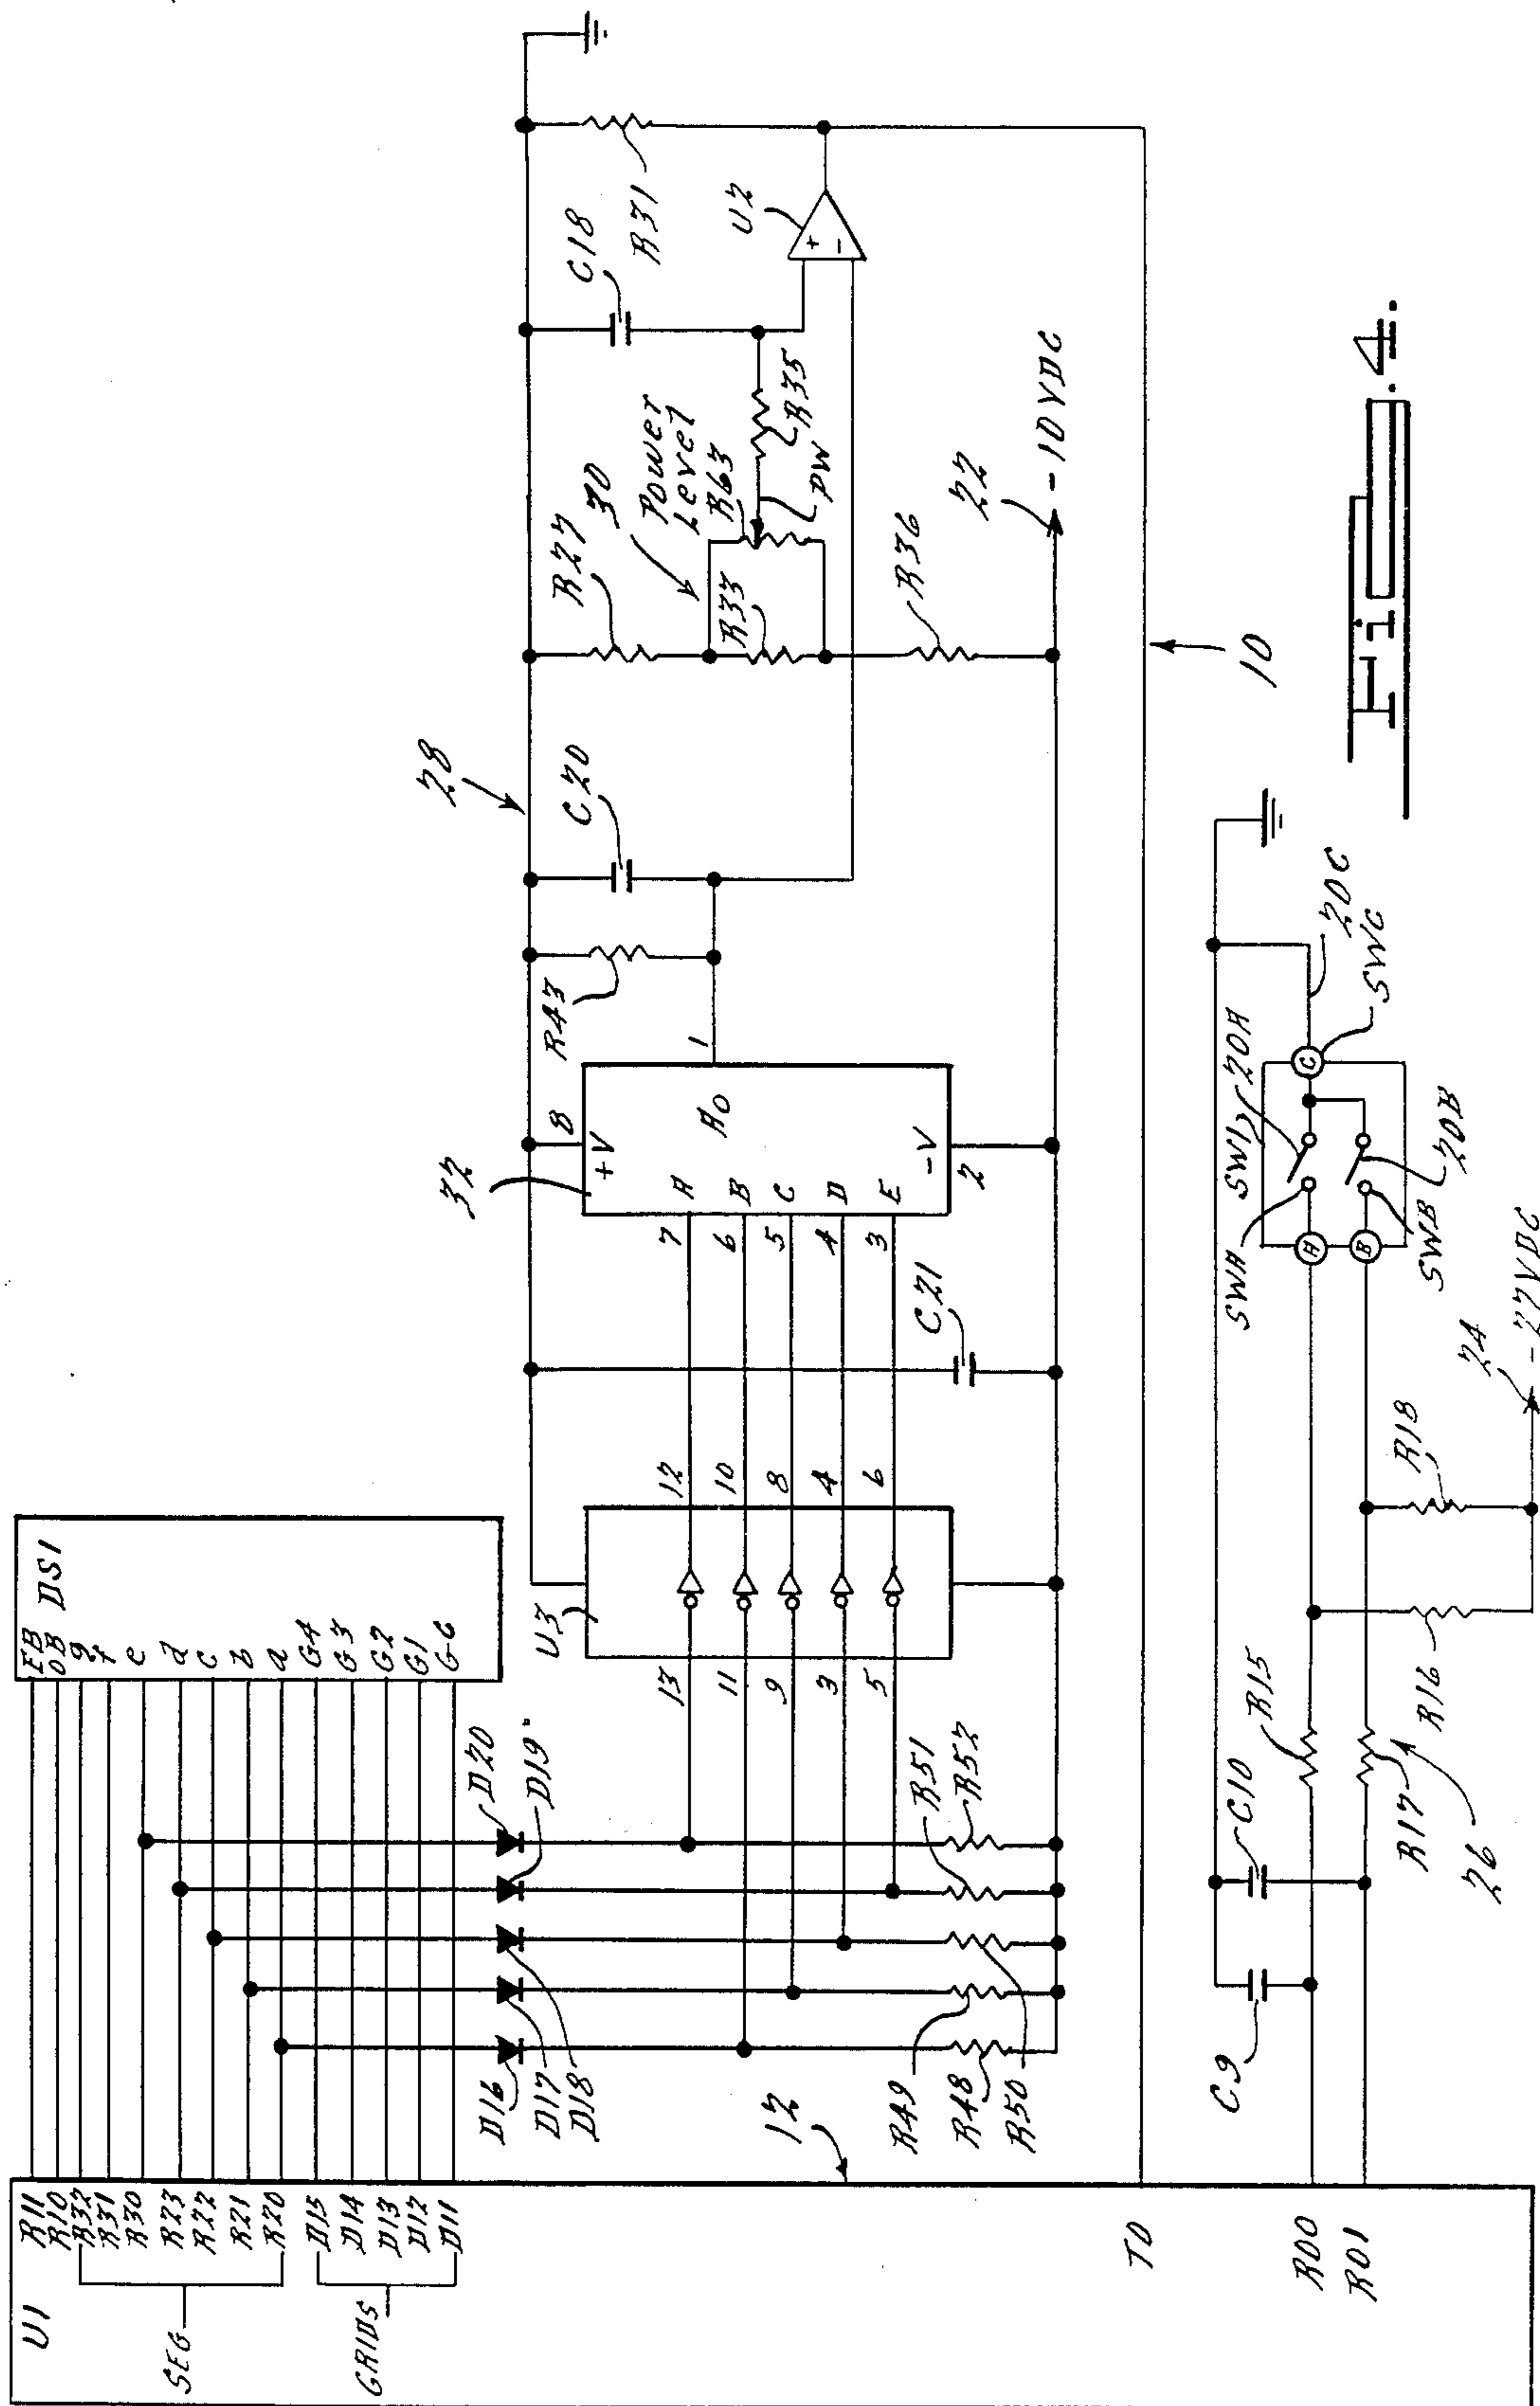 U1
R11
R10
R32
R31
R30
R23
R22
R21
R20
SEG
D15
D14
D13
D12
D11
GRIDS
EB
OB
g
f
e
d
c
b
a
G4
G3
G2
G1
G-C
DS1
D20
D19
D16
D17
D18
R51
R52
R49
R48
R50
12
U3
13
11
9
3
5
12
10
8
4
6
C21
32
8
+V
A
B
C
D
E
A0
-V
7
6
5
4
3
2
1
R43
C20
28
R27
30
Power
Level
R63
R33
R35
PW
R36
C18
R31
U2
+
-
22
-10VDC
10
T0
R00
R01
C9
C10
R15
R17
26
R16
R18
24
-27VDC
SWA
SW1
20A
A
B
C
SWB
20B
20C
SWC
Fig. 4.